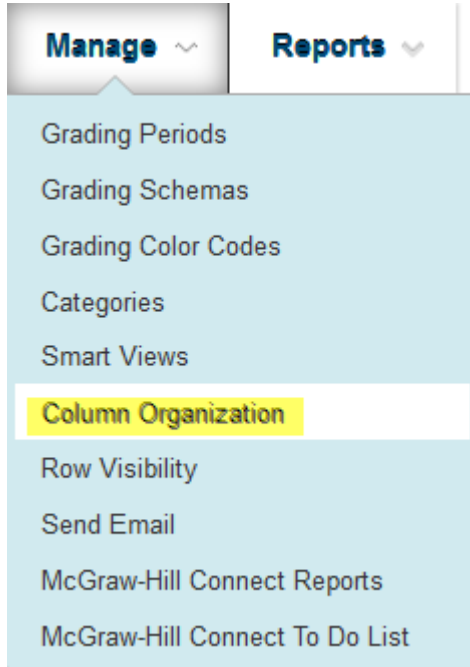 Manage Reports
Grading Periods
Grading Schemas
Grading Color Codes
Categories
Smart Views
Column Organization
Row Visibility
Send Email
McGraw-Hill Connect Reports
McGraw-Hill Connect To Do List